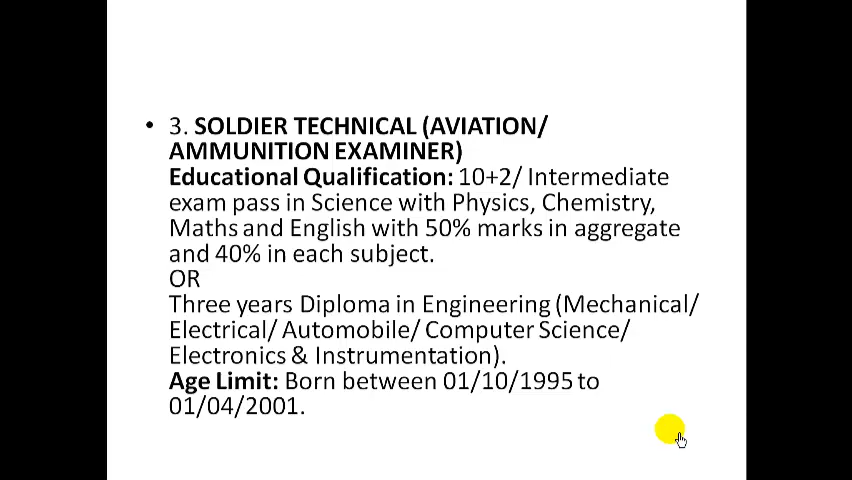 • 3. SOLDIER TECHNICAL (AVIATION/
AMMUNITION EXAMINER)
Educational Qualification: 10+2/ Intermediate
exam pass in Science with Physics, Chemistry,
Maths and English with 50% marks in aggregate
and 40% in each subject.
OR
Three years Diploma in Engineering (Mechanical/
Electrical/ Automobile/ Computer Science/
Electronics & Instrumentation).
Age Limit: Born between 01/10/1995 to
01/04/2001.